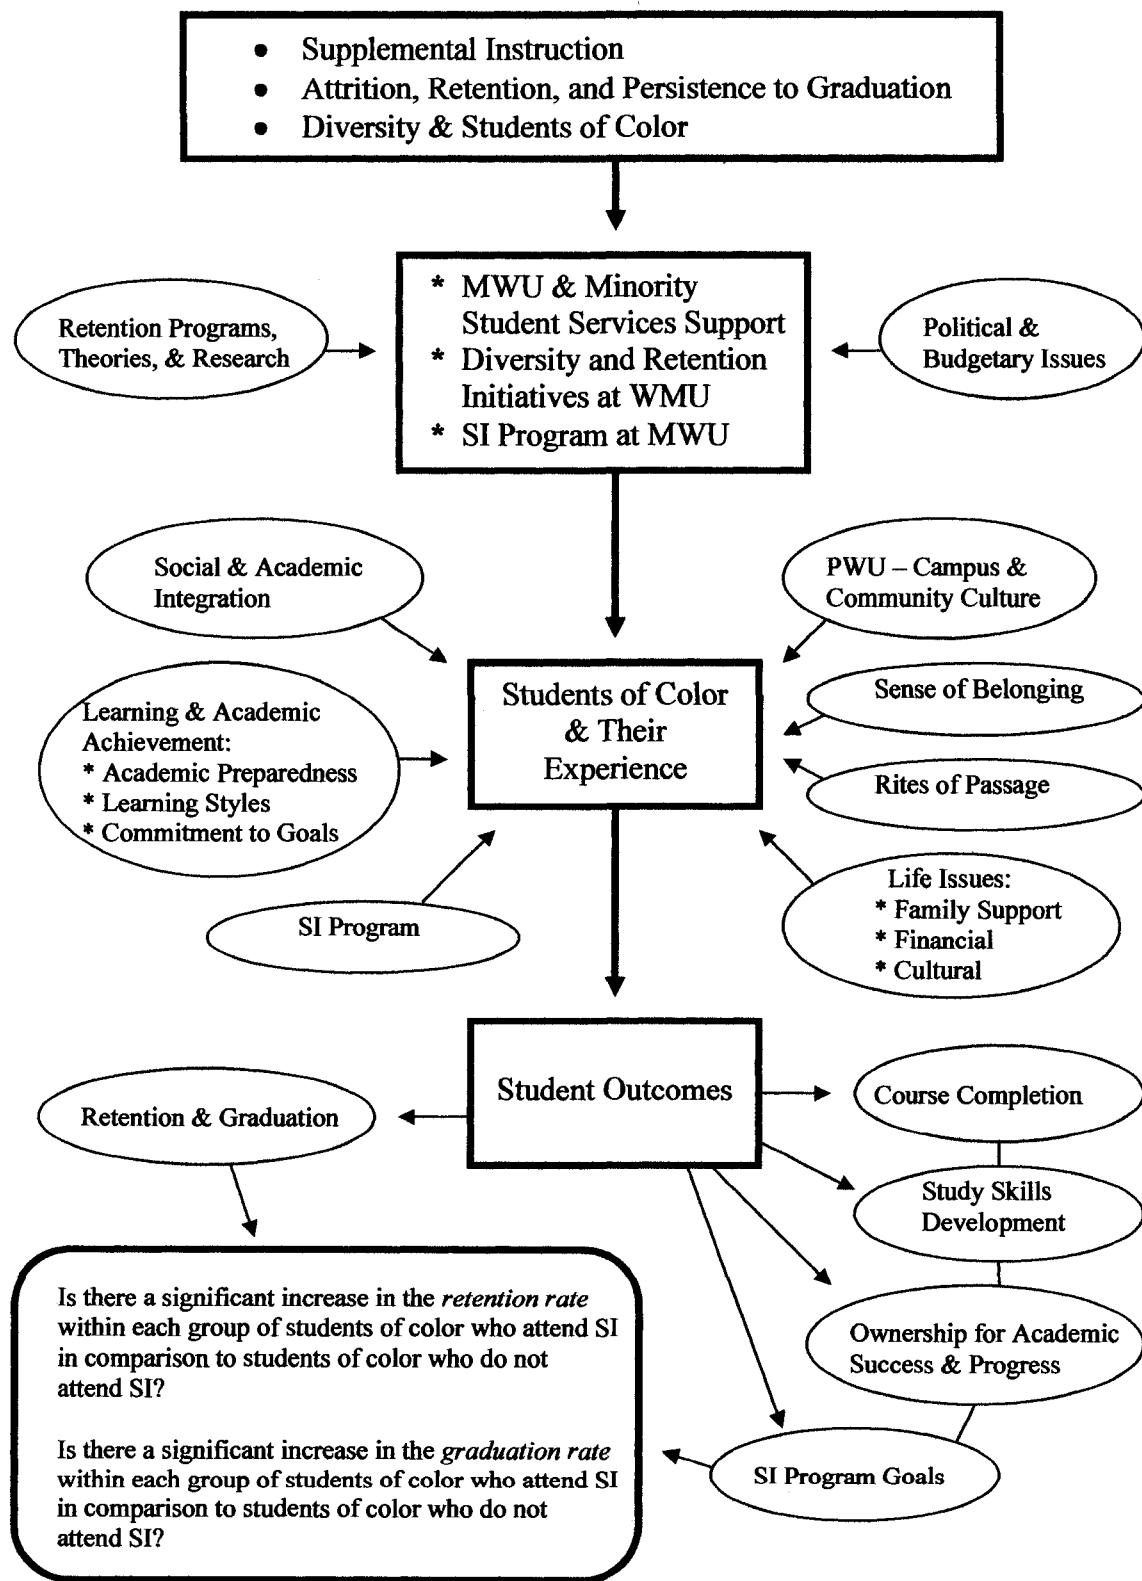 • Supplemental Instruction
• Attrition, Retention, and Persistence to Graduation
• Diversity & Students of Color
Retention Programs,
Theories, & Research
* MWU & Minority
Student Services Support
* Diversity and Retention
Initiatives at WMU
* SI Program at MWU
Political &
Budgetary Issues
Social & Academic
Integration
PWU – Campus &
Community Culture
Learning & Academic
Achievement:
* Academic Preparedness
* Learning Styles
* Commitment to Goals
Students of Color
& Their
Experience
Sense of Belonging
Rites of Passage
SI Program
Life Issues:
* Family Support
* Financial
* Cultural
Student Outcomes
Retention & Graduation
Course Completion
Study Skills
Development
Ownership for Academic
Success & Progress
SI Program Goals
Is there a significant increase in the retention rate
within each group of students of color who attend SI
in comparison to students of color who do not
attend SI?
Is there a significant increase in the graduation rate
within each group of students of color who attend SI
in comparison to students of color who do not
attend SI?